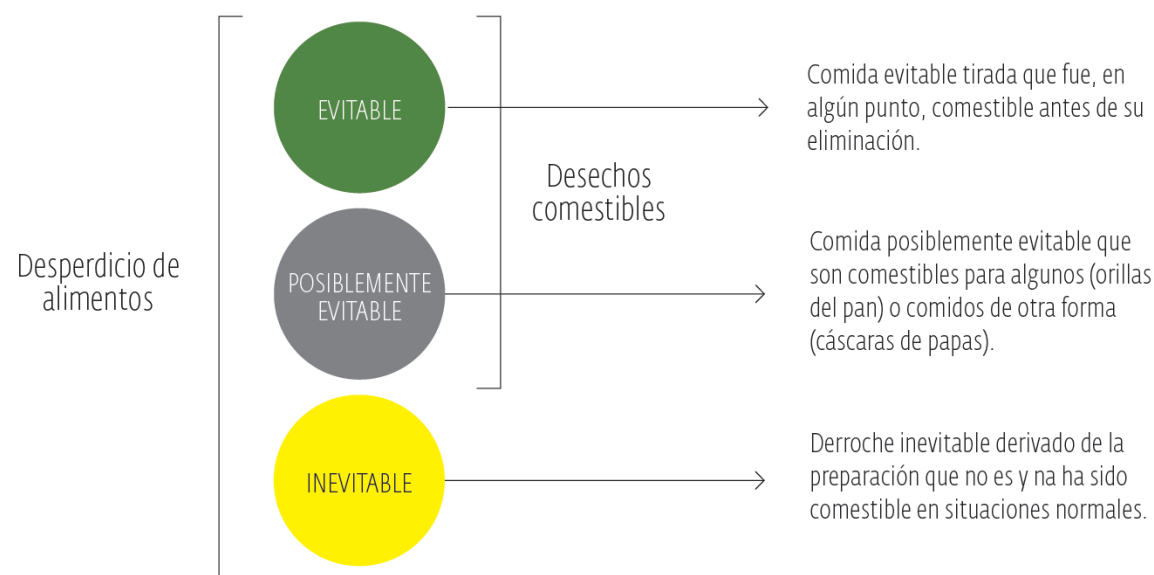 Desperdicio de
alimentos
EVITABLE
POSIBLEMENTE
EVITABLE
INEVITABLE
Desechos
comestibles
Comida evitable tirada que fue, en
algún punto, comestible antes de su
eliminación.
Comida posiblemente evitable que
son comestibles para algunos (orillas
del pan) o comidos de otra forma
(cáscaras de papas).
Derroche inevitable derivado de la
preparación que no es y na ha sido
comestible en situaciones normales.